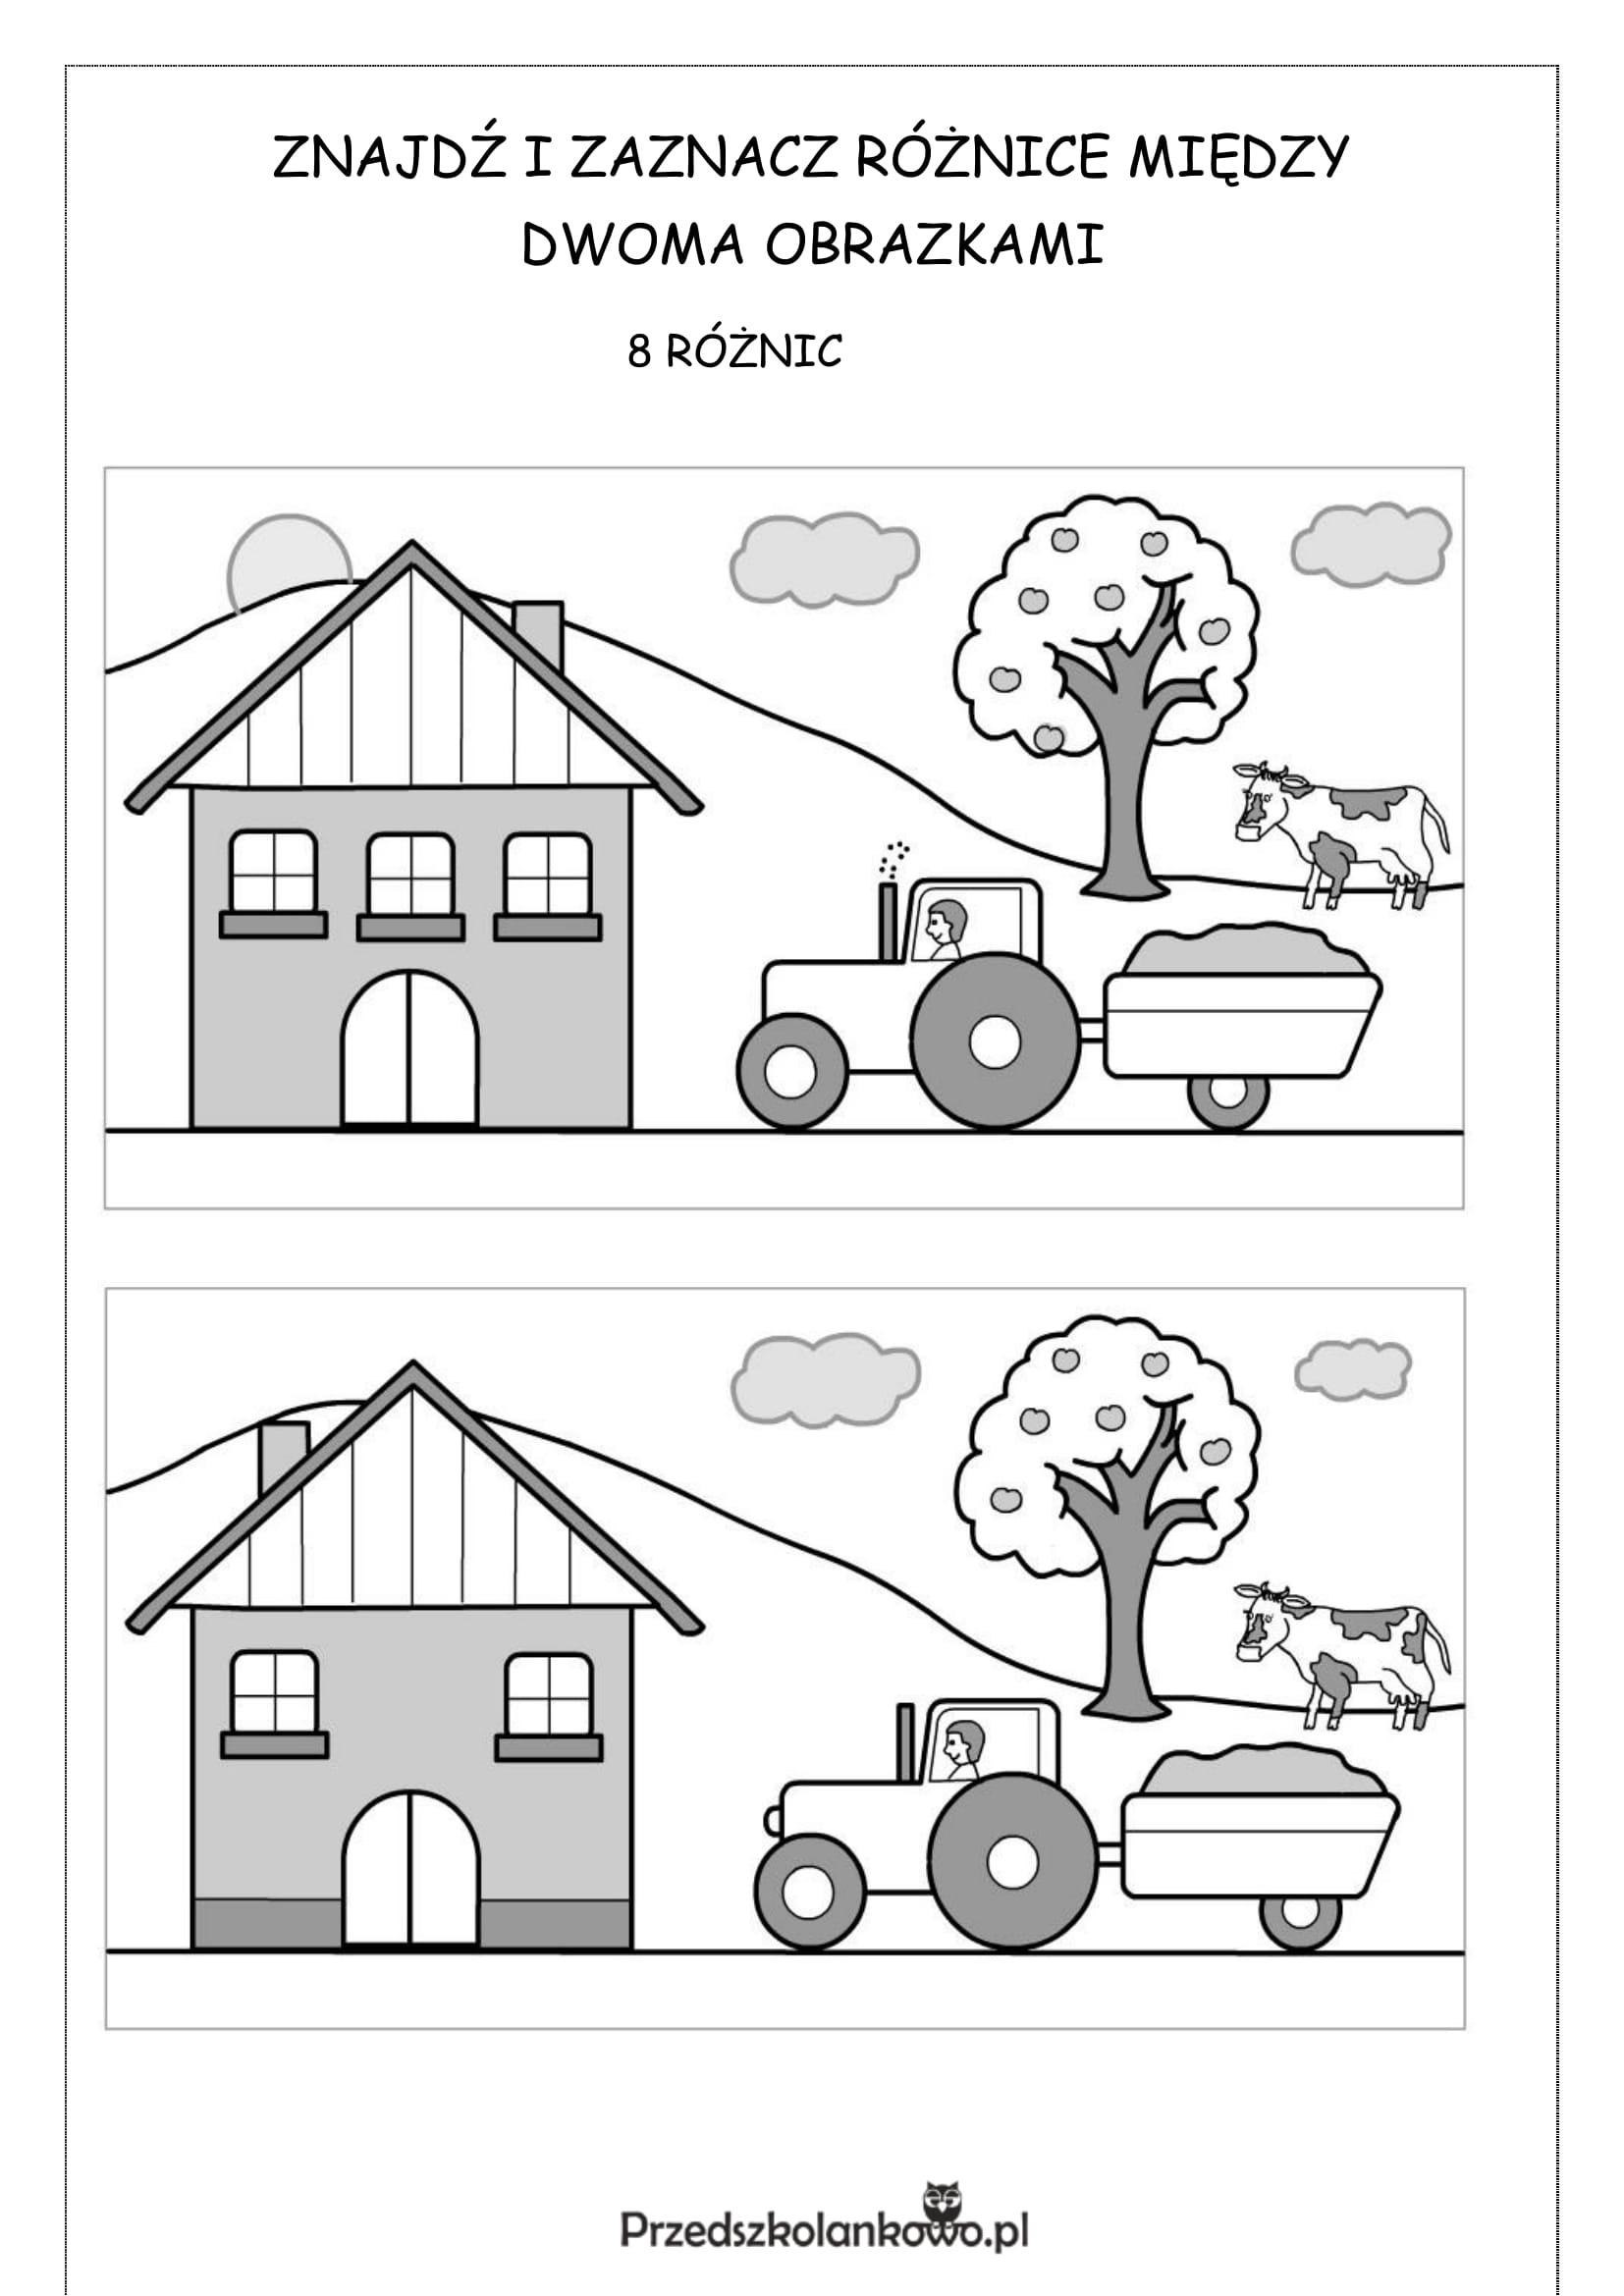 ZNAJDŹ I ZAZNACZ RÓŻNICE MIĘDZY
DWOMA OBRAZKAMI
8 RÓŻNIC
Przedszkolankowo.pl